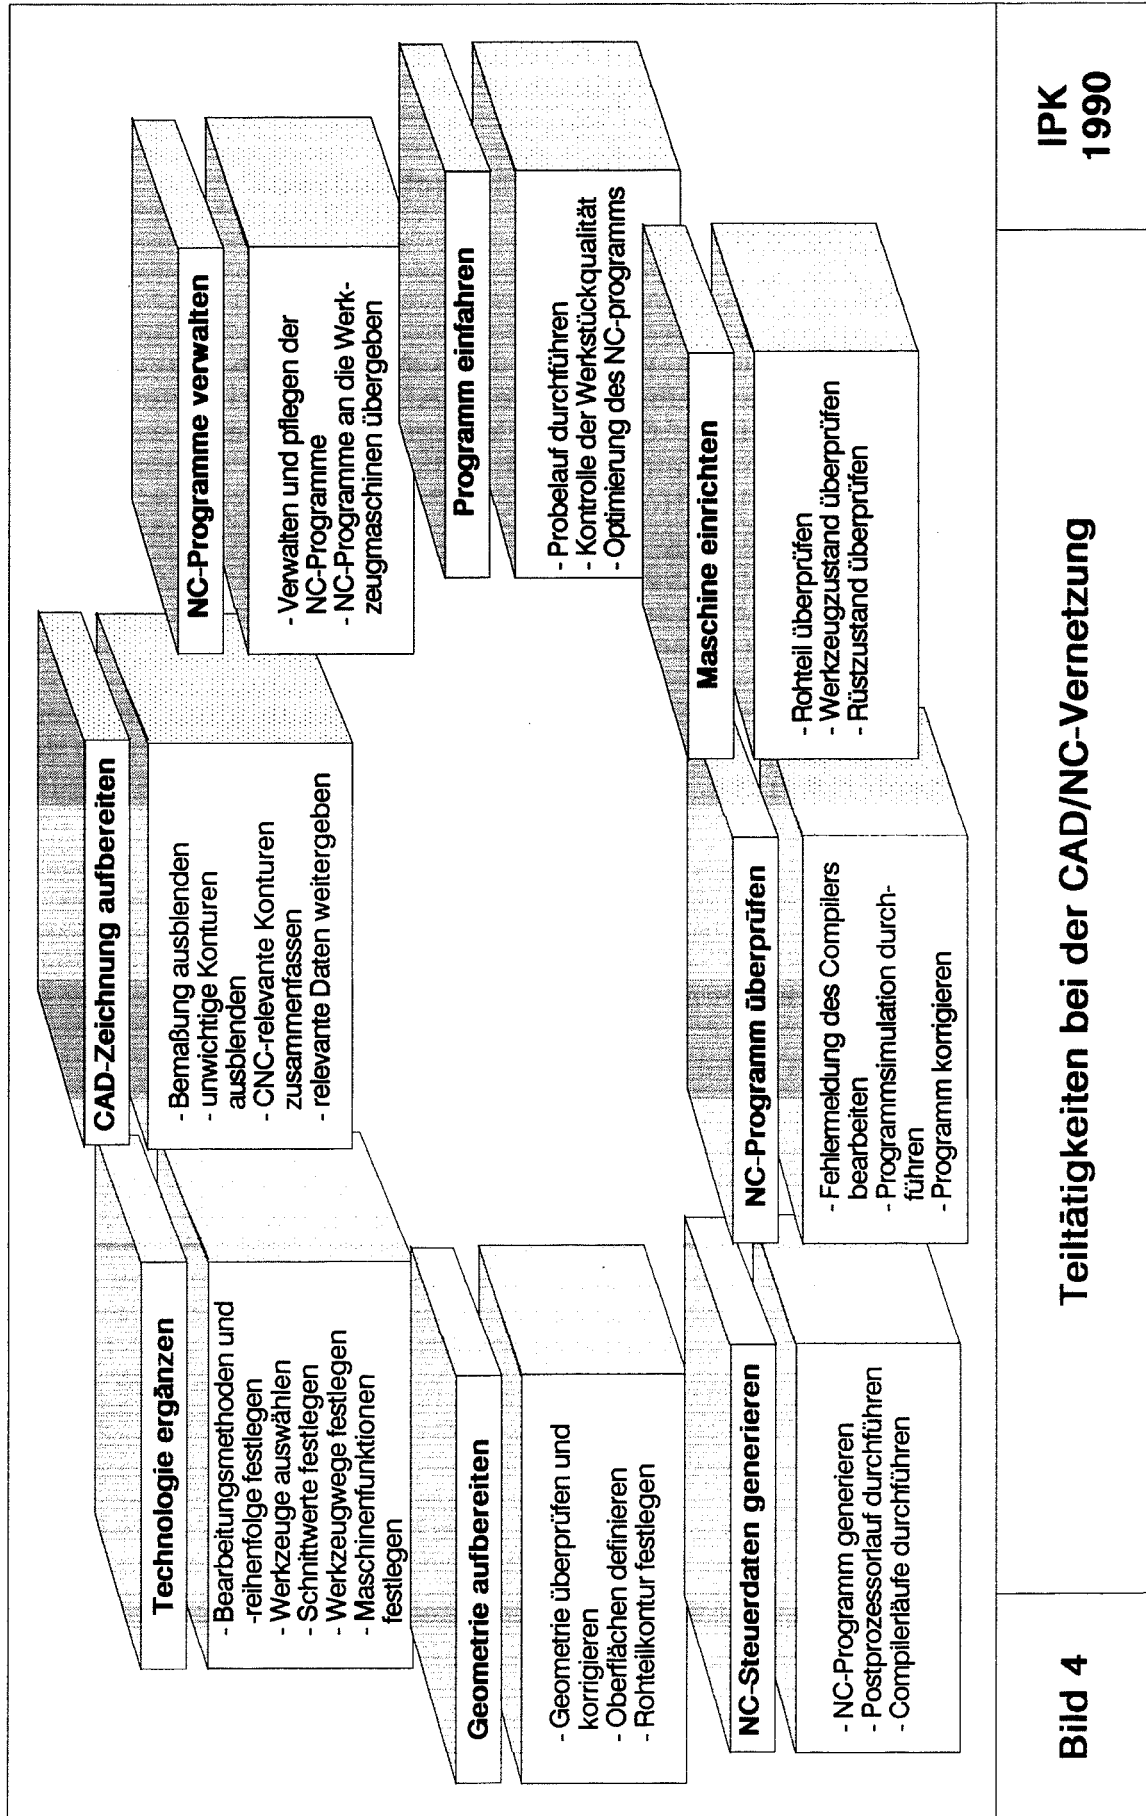 CAD-Zeichnung aufbereiten
- Bemaßung ausblenden
- unwichtige Konturen
ausblenden
- CNC-relevante Konturen
zusammenfassen
- relevante Daten weitergeben
Technologie ergänzen
- Bearbeitungsmethoden und
-reihenfolge festlegen
- Werkzeuge auswählen
- Schnittwerte festlegen
- Werkzeugwege festlegen
- Maschinenfunktionen
festlegen
NC-Programme verwalten
- Verwalten und pflegen der
NC-Programme
- NC-Programme an die Werk-
zeugmaschinen übergeben
Geometrie aufbereiten
- Geometrie überprüfen und
korrigieren
- Oberflächen definieren
- Rohteilkontur festlegen
Programm einfahren
- Probelauf durchführen
- Kontrolle der Werkstückqualität
- Optimierung des NC-programms
NC-Steuerdaten generieren
- NC-Programm generieren
- Postprozessorlauf durchführen
- Compilerläufe durchführen
NC-Programm überprüfen
- Fehlermeldung des Compilers
bearbeiten
- Programmsimulation durch-
führen
- Programm korrigieren
Maschine einrichten
- Rohteil überprüfen
- Werkzeugzustand überprüfen
- Rüstzustand überprüfen
Bild 4
Teiltätigkeiten bei der CAD/NC-Vernetzung
IPK
1990